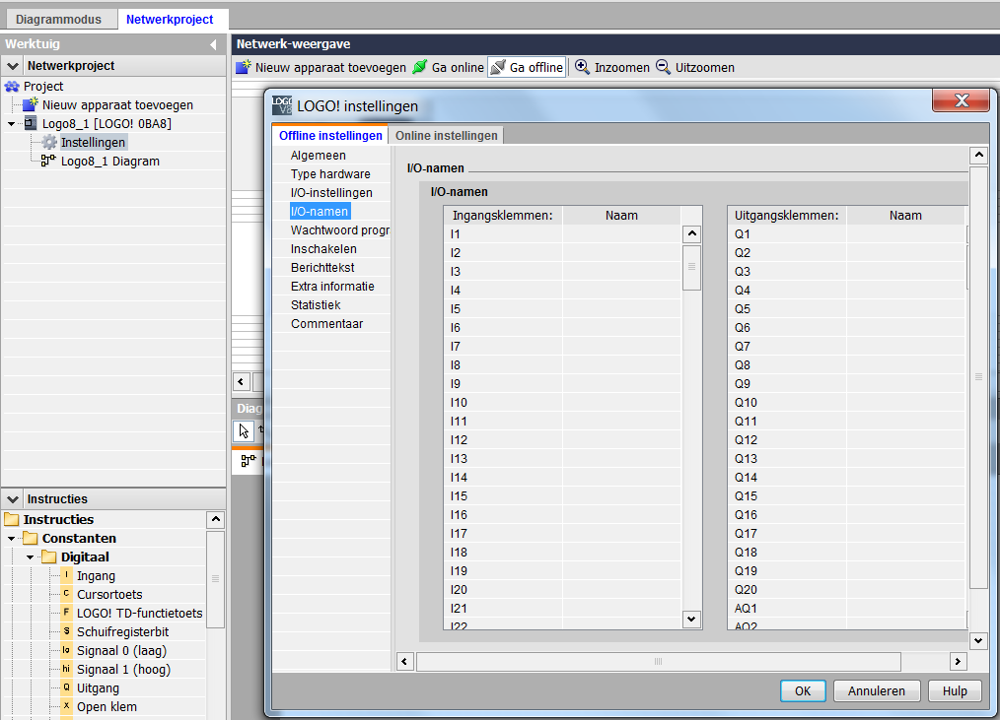 Diagrammodus Netwerkproject
Werktuig
Netwerkproject
Project
Nieuw apparaat toevoegen
Logo8_1 [LOGO! 0BA8]
Instellingen
Logo8_1 Diagram
Instructies
Instructies
Constanten
Digitaal
I Ingang
C Cursortoets
F LOGO! TD-functietoets
S Schuifregisterbit
lo Signaal 0 (laag)
hi Signaal 1 (hoog)
Q Uitgang
X Open klem
Netwerk-weergave
Nieuw apparaat toevoegen Ga online Ga offline Inzoomen Uitzoomen
Diag
LOGO! instellingen
Offline instellingen Online instellingen
Algemeen
Type hardware
I/O-instellingen
I/O-namen
Wachtwoord progr
Inschakelen
Berichttekst
Extra informatie
Statistiek
Commentaar
I/O-namen
I/O-namen
Ingangsklemmen: Naam
I1
I2
I3
I4
I5
I6
I7
I8
I9
I10
I11
I12
I13
I14
I15
I16
I17
I18
I19
I20
I21
I22
Uitgangsklemmen: Naam
Q1
Q2
Q3
Q4
Q5
Q6
Q7
Q8
Q9
Q10
Q11
Q12
Q13
Q14
Q15
Q16
Q17
Q18
Q19
Q20
AQ1
AQ2
OK Annuleren Hulp